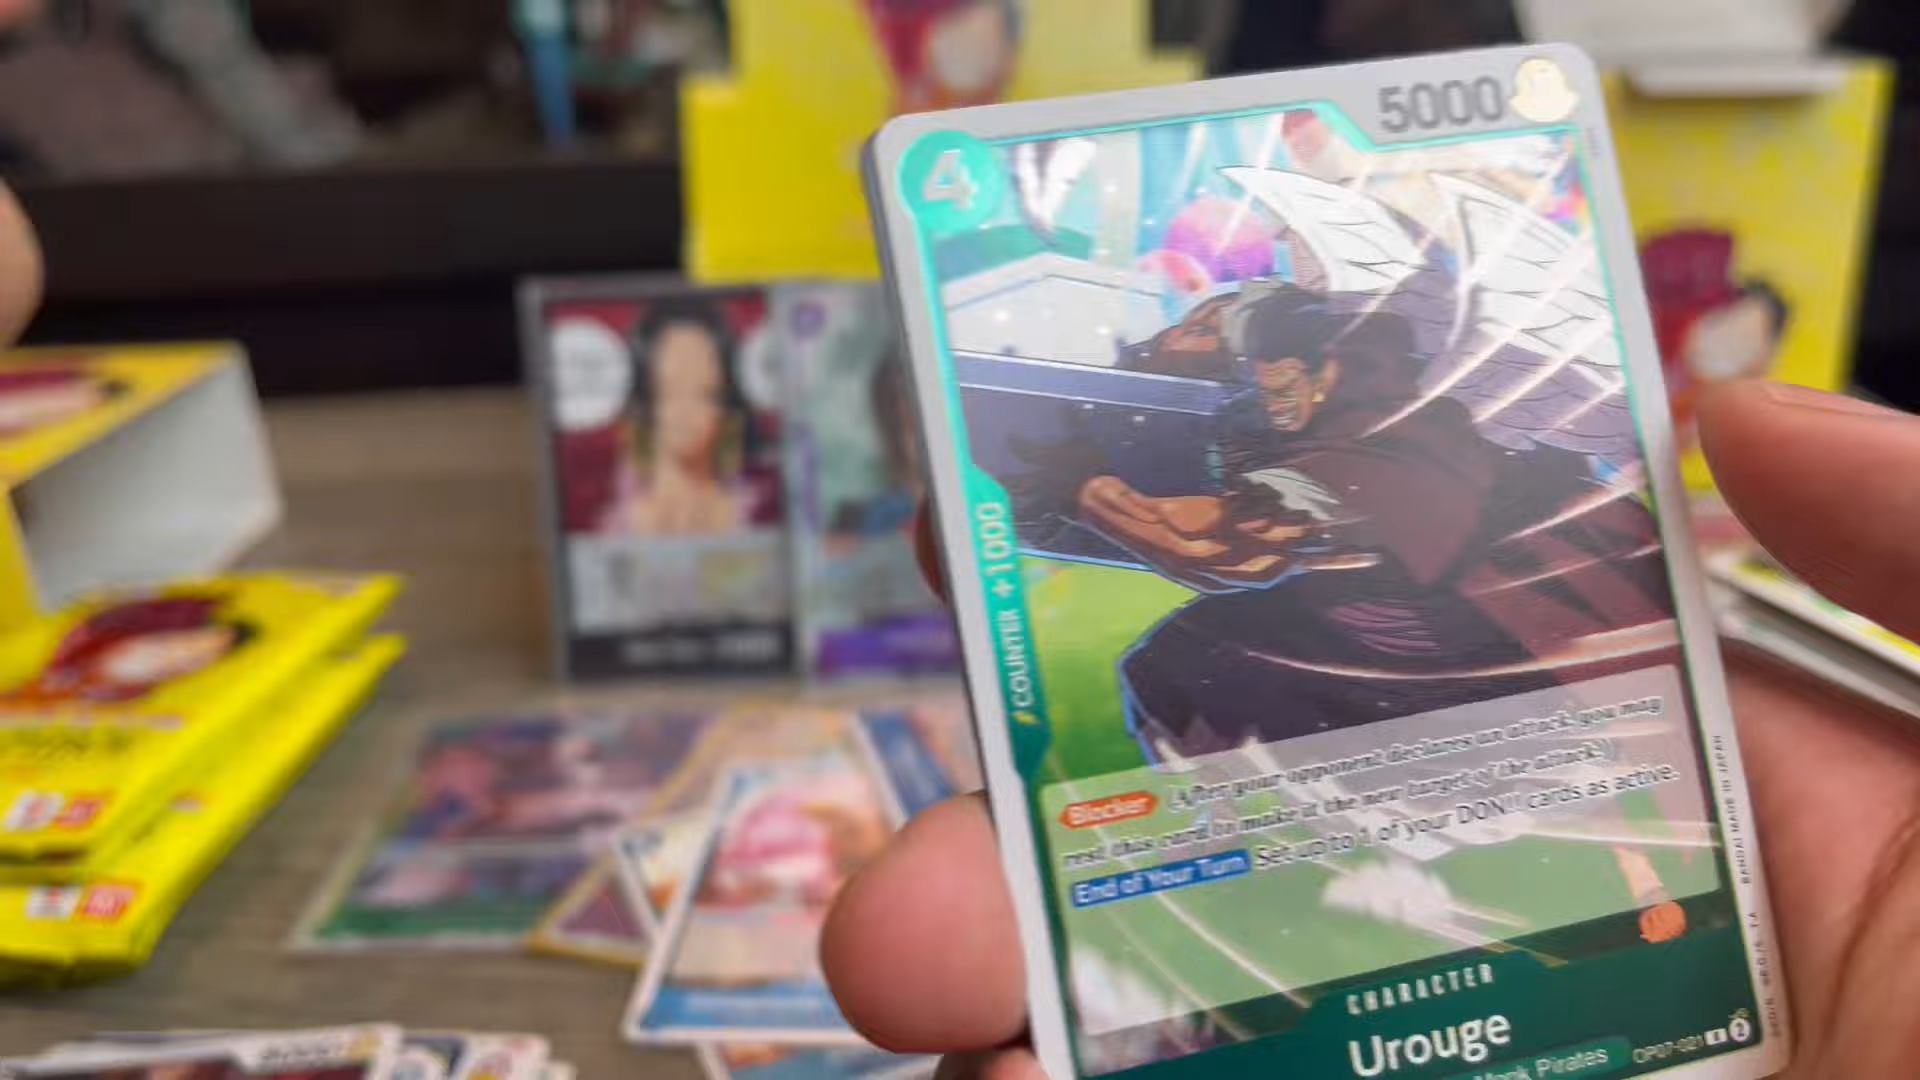 5000
4
COUNTER +1000
Blocker (After your opponent declares an attack, you may
rest this card to make it the new target of the attack.)
End of Your Turn Set up to 1 of your DON!! cards as active.
CHARACTER
Urouge
Monk Pirates
OP07-021
BANDAI MADE IN JAPAN